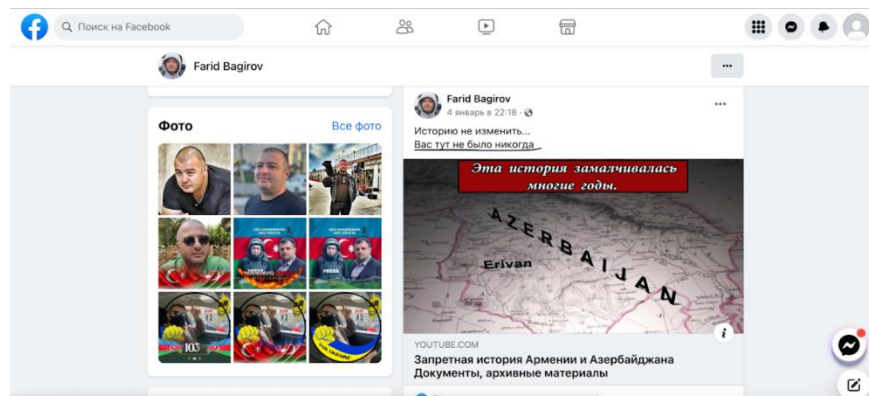 Поиск на Facebook
Farid Bagirov
Фото
Все фото
PRESS
103
Farid Bagirov
4 январь в 22:18 ·
Историю не изменить...
Вас тут не было никогда
Эта история замалчивалась
многие годы.
AZERBAIJAN
Erivan
YOUTUBE.COM
Запретная история Армении и Азербайджана
Документы, архивные материалы